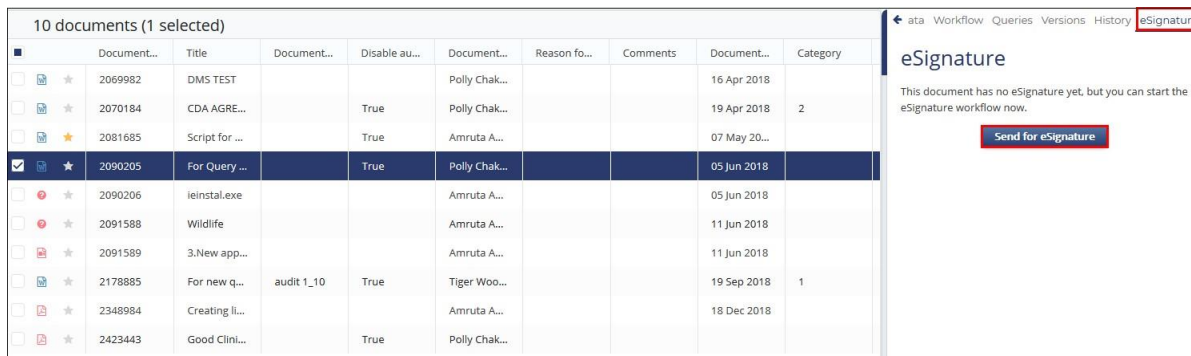 10 documents (1 selected)
Document... Title Document... Disable au... Document... Reason fo... Comments Document... Category
2069982 DMS TEST Polly Chak... 16 Apr 2018
2070184 CDA AGRE... True Polly Chak... 19 Apr 2018 2
2081685 Script for ... True Amruta A... 07 May 20...
2090205 For Query ... True Polly Chak... 05 Jun 2018
2090206 ieinstal.exe Amruta A... 05 Jun 2018
2091588 Wildlife Amruta A... 11 Jun 2018
2091589 3.New app... Amruta A... 11 Jun 2018
2178885 For new q... audit 1_10 True Tiger Woo... 19 Sep 2018 1
2348984 Creating li... Amruta A... 18 Dec 2018
2423443 Good Clini... True Polly Chak...
ata Workflow Queries Versions History eSignatur
eSignature
This document has no eSignature yet, but you can start the
eSignature workflow now.
Send for eSignature